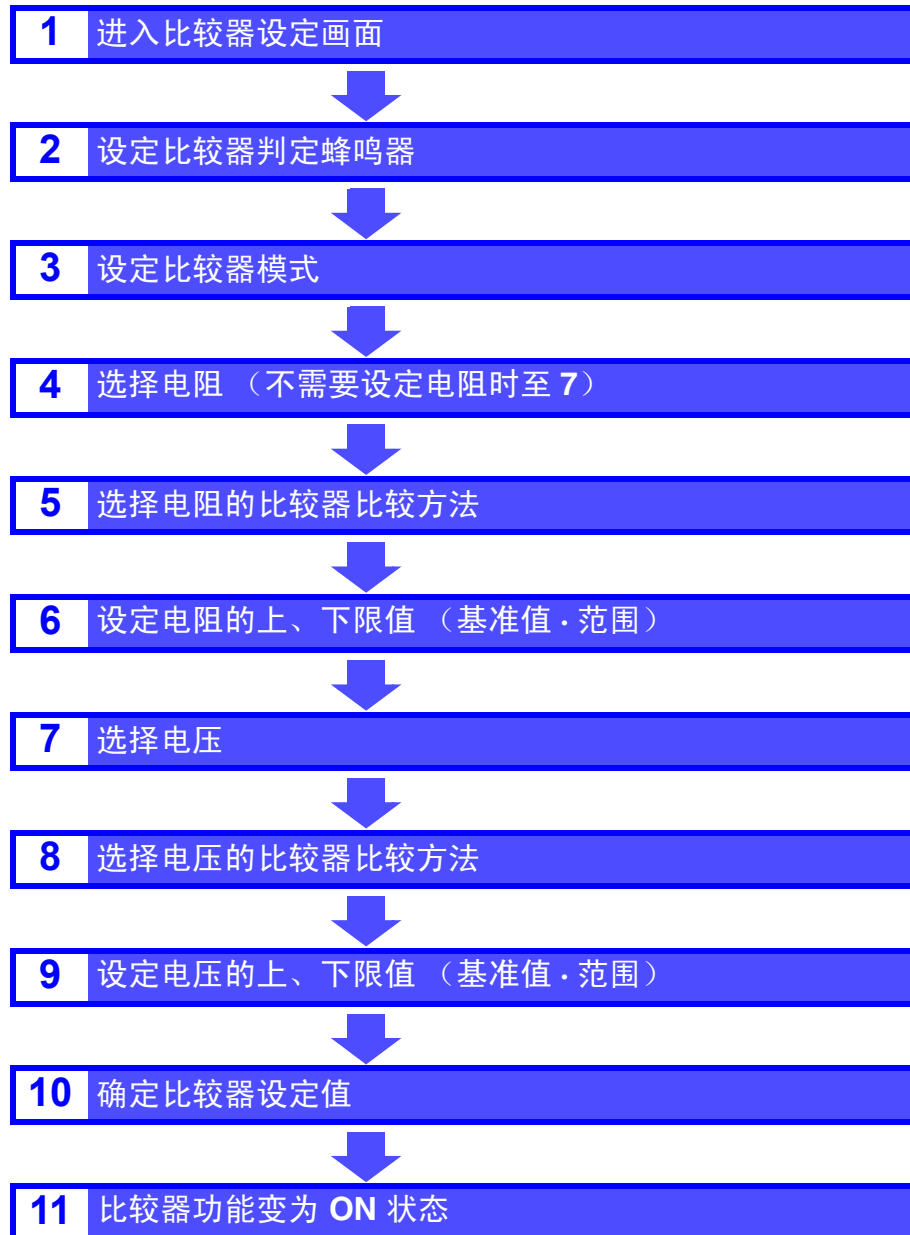 1 进入比较器设定画面
2 设定比较器判定蜂鸣器
3 设定比较器模式
4 选择电阻 （不需要设定电阻时至 7）
5 选择电阻的比较器比较方法
6 设定电阻的上、下限值 （基准值 · 范围）
7 选择电压
8 选择电压的比较器比较方法
9 设定电压的上、下限值 （基准值 · 范围）
10 确定比较器设定值
11 比较器功能变为 ON 状态